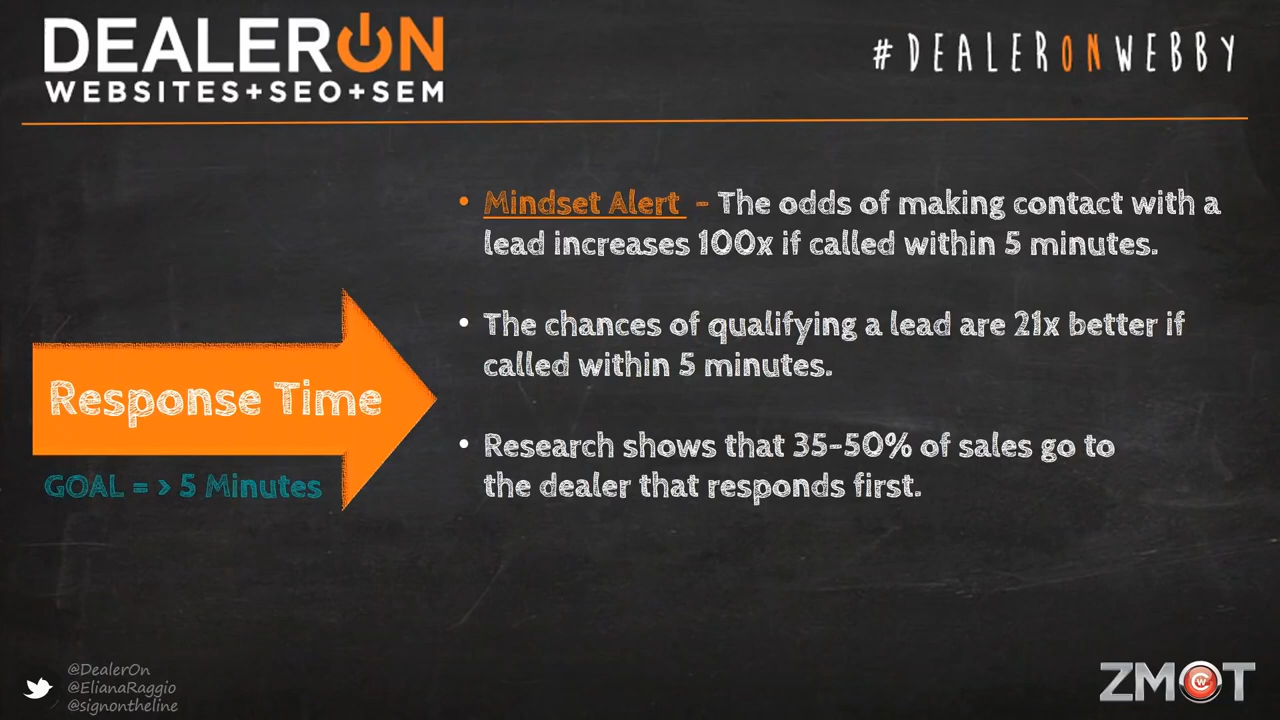 DEALERON
WEBSITES+SEO+SEM
#DEALERONWEBBY
• Mindset Alert - The odds of making contact with a
lead increases 100x if called within 5 minutes.
• The chances of qualifying a lead are 21x better if
called within 5 minutes.
Response Time
GOAL = > 5 Minutes
• Research shows that 35-50% of sales go to
the dealer that responds first.
@DealerOn
@ElianaRaggio
@signontheline
ZMOT